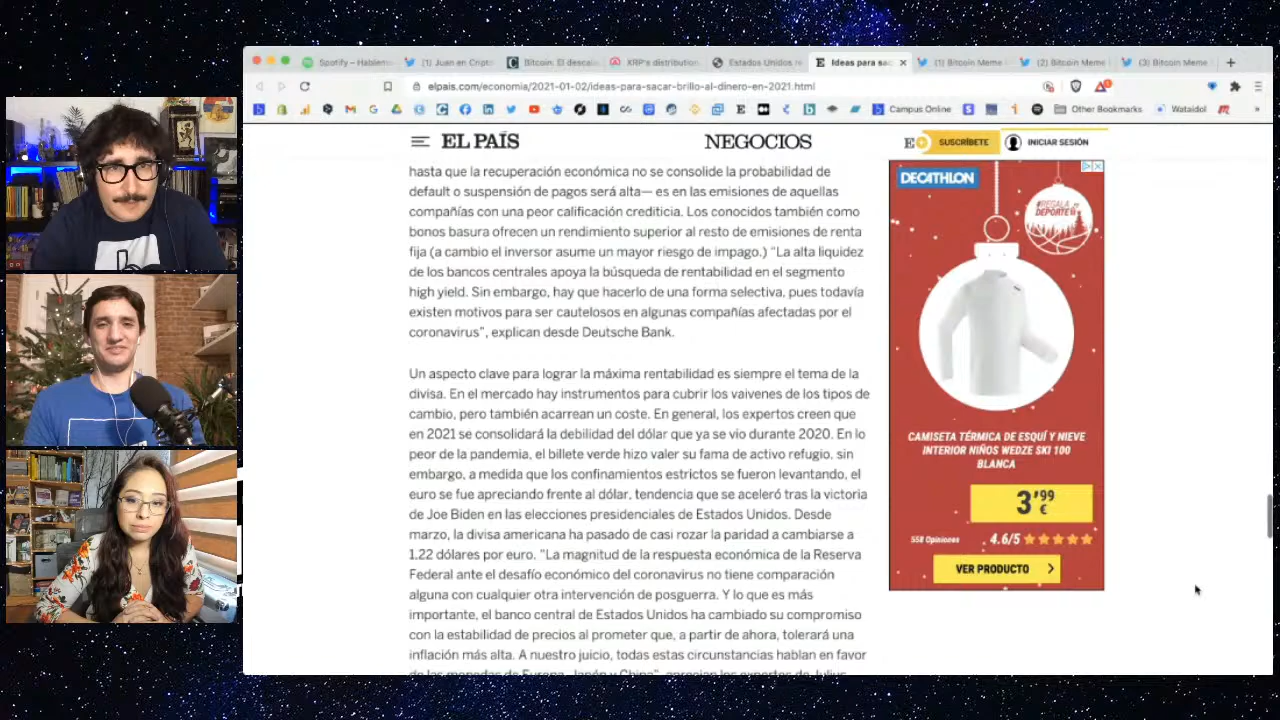 Spotify – Hablemos
(1) Juan en Cripto
Bitcoin: El descala
XRP's distribution
Estados Unidos re
Ideas para sac
(1) Bitcoin Meme
(2) Bitcoin Meme
(3) Bitcoin Meme
elpais.com/economia/2021-01-02/ideas-para-sacar-brillo-al-dinero-en-2021.html
Campus Online
Other Bookmarks
Wataidol
EL PAÍS
NEGOCIOS
SUSCRÍBETE
INICIAR SESIÓN
hasta que la recuperación económica no se consolide la probabilidad de
default o suspensión de pagos será alta— es en las emisiones de aquellas
compañías con una peor calificación crediticia. Los conocidos también como
bonos basura ofrecen un rendimiento superior al resto de emisiones de renta
fija (a cambio el inversor asume un mayor riesgo de impago.) “La alta liquidez
de los bancos centrales apoya la búsqueda de rentabilidad en el segmento
high yield. Sin embargo, hay que hacerlo de una forma selectiva, pues todavía
existen motivos para ser cautelosos en algunas compañías afectadas por el
coronavirus”, explican desde Deutsche Bank.
Un aspecto clave para lograr la máxima rentabilidad es siempre el tema de la
divisa. En el mercado hay instrumentos para cubrir los vaivenes de los tipos de
cambio, pero también acarrean un coste. En general, los expertos creen que
en 2021 se consolidará la debilidad del dólar que ya se vio durante 2020. En lo
peor de la pandemia, el billete verde hizo valer su fama de activo refugio, sin
embargo, a medida que los confinamientos estrictos se fueron levantando, el
euro se fue apreciando frente al dólar, tendencia que se aceleró tras la victoria
de Joe Biden en las elecciones presidenciales de Estados Unidos. Desde
marzo, la divisa americana ha pasado de casi rozar la paridad a cambiarse a
1.22 dólares por euro. “La magnitud de la respuesta económica de la Reserva
Federal ante el desafío económico del coronavirus no tiene comparación
alguna con cualquier otra intervención de posguerra. Y lo que es más
importante, el banco central de Estados Unidos ha cambiado su compromiso
con la estabilidad de precios al prometer que, a partir de ahora, tolerará una
inflación más alta. A nuestro juicio, todas estas circunstancias hablan en favor
de las monedas de Europa, Japón y China”, aprecian los expertos de Julius
DECATHLON
#REGALA
DEPORTE
CAMISETA TÉRMICA DE ESQUÍ Y NIEVE
INTERIOR NIÑOS WEDZE SKI 100
BLANCA
3'99 €
558 Opiniones 4.6/5
VER PRODUCTO